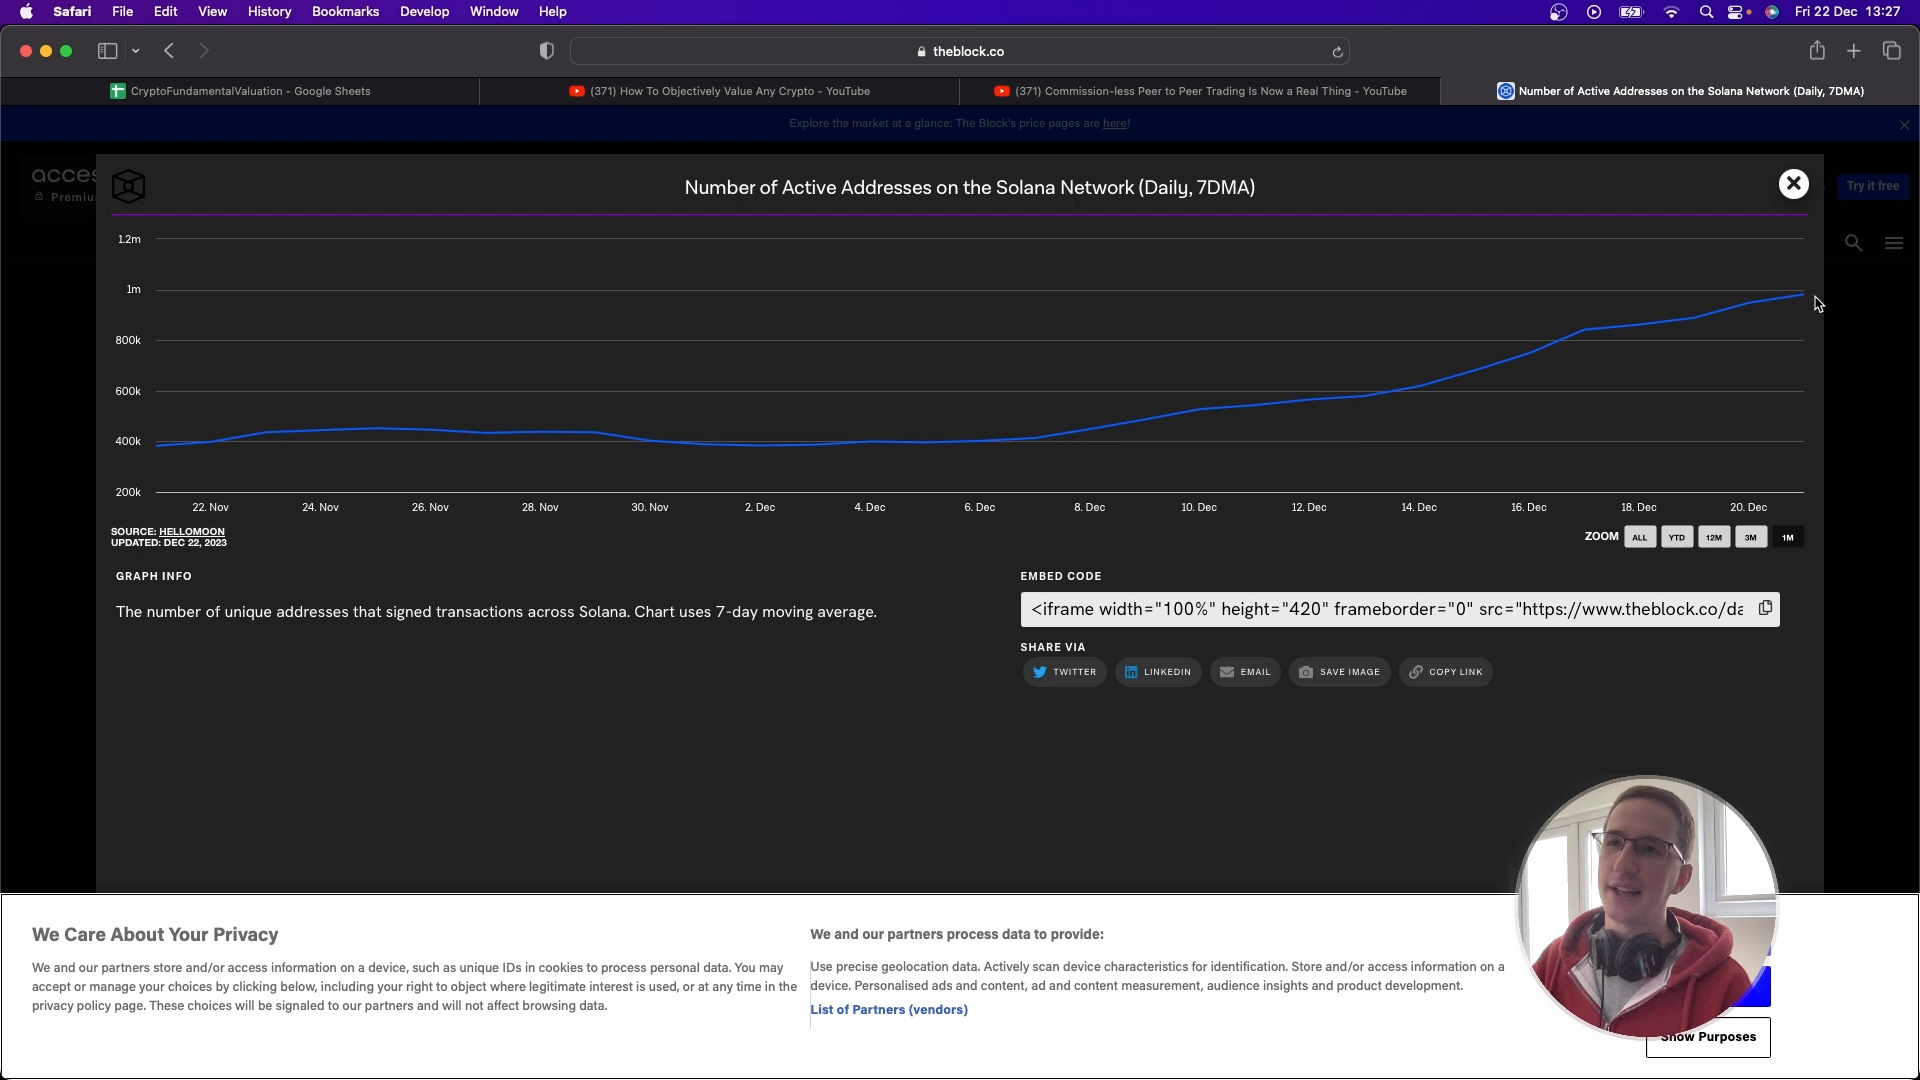 Safari File Edit View History Bookmarks Develop Window Help Fri 22 Dec 13:27
theblock.co
CryptoFundamentalValuation - Google Sheets
(371) How To Objectively Value Any Crypto - YouTube
(371) Commission-less Peer to Peer Trading Is Now a Real Thing - YouTube
Number of Active Addresses on the Solana Network (Daily, 7DMA)
Explore the market at a glance: The Block's price pages are here!
acces
Premiu
Try it free
Number of Active Addresses on the Solana Network (Daily, 7DMA)
1.2m
1m
800k
600k
400k
200k
22. Nov 24. Nov 26. Nov 28. Nov 30. Nov 2. Dec 4. Dec 6. Dec 8. Dec 10. Dec 12. Dec 14. Dec 16. Dec 18. Dec 20. Dec
SOURCE: HELLOMOON
UPDATED: DEC 22, 2023
ZOOM ALL YTD 12M 3M 1M
GRAPH INFO
The number of unique addresses that signed transactions across Solana. Chart uses 7-day moving average.
EMBED CODE
<iframe width="100%" height="420" frameborder="0" src="https://www.theblock.co/da
SHARE VIA
TWITTER LINKEDIN EMAIL SAVE IMAGE COPY LINK
We Care About Your Privacy
We and our partners store and/or access information on a device, such as unique IDs in cookies to process personal data. You may
accept or manage your choices by clicking below, including your right to object where legitimate interest is used, or at any time in the
privacy policy page. These choices will be signaled to our partners and will not affect browsing data.
We and our partners process data to provide:
Use precise geolocation data. Actively scan device characteristics for identification. Store and/or access information on a
device. Personalised ads and content, ad and content measurement, audience insights and product development.
List of Partners (vendors)
Show Purposes